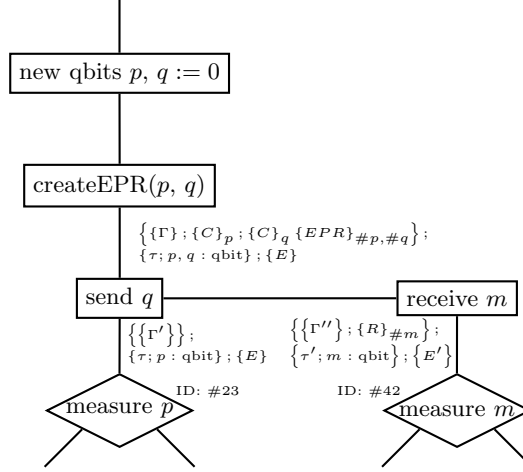 new qbits p, q := 0
createEPR(p, q)
{{Γ} ; {C}_p ; {C}_q {EPR}_{#p,#q}} ;
{τ; p, q : qbit} ; {E}
send q
receive m
{{Γ′}} ;
{τ; p : qbit} ; {E}
{{Γ″} ; {R}_{#m}} ;
{τ′; m : qbit} ; {E′}
ID: #23
ID: #42
measure p
measure m